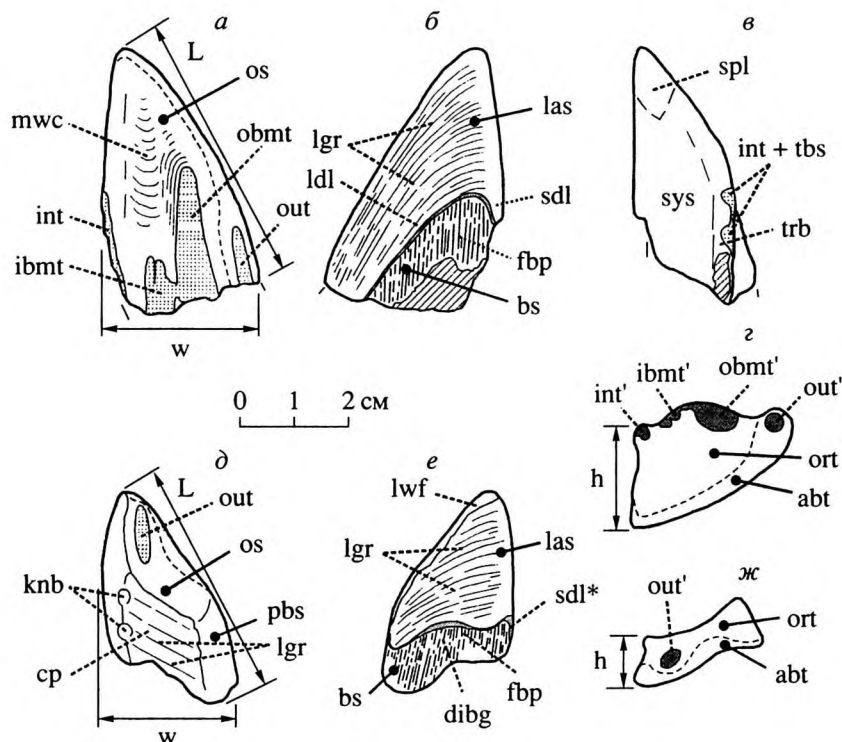 а
L
os
mwc
obmt
int
out
ibmt
w
б
las
lgr
ldl
sdl
fbp
bs
в
spl
int + tbs
sys
trb
г
ibmt'
obmt'
int'
out'
h
ort
abt
0 1 2 см
д
L
out
os
knb
pbs
lgr
cp
w
е
lwf
las
lgr
sdl*
bs
fbp
dibg
ж
out'
ort
h
abt